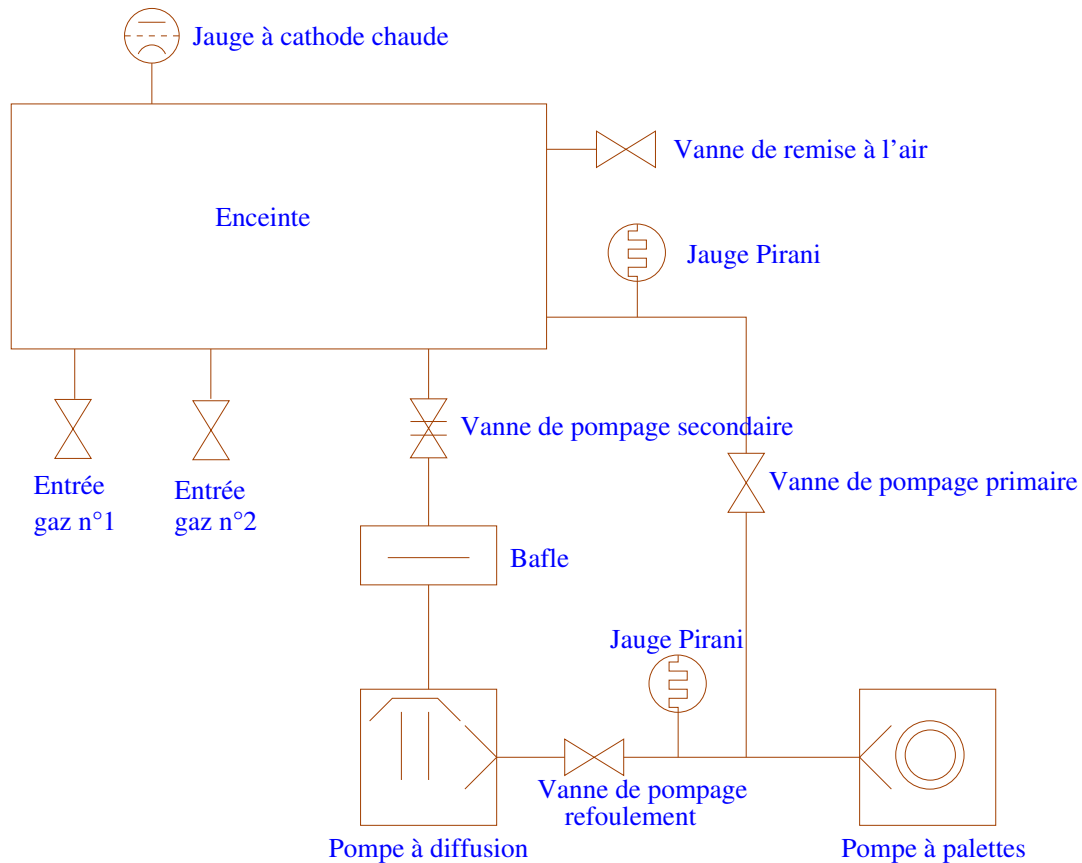 Jauge à cathode chaude
Vanne de remise à l'air
Enceinte
Jauge Pirani
Vanne de pompage secondaire
Vanne de pompage primaire
Entrée
gaz n°1
Entrée
gaz n°2
Bafle
Jauge Pirani
Vanne de pompage
refoulement
Pompe à diffusion
Pompe à palettes